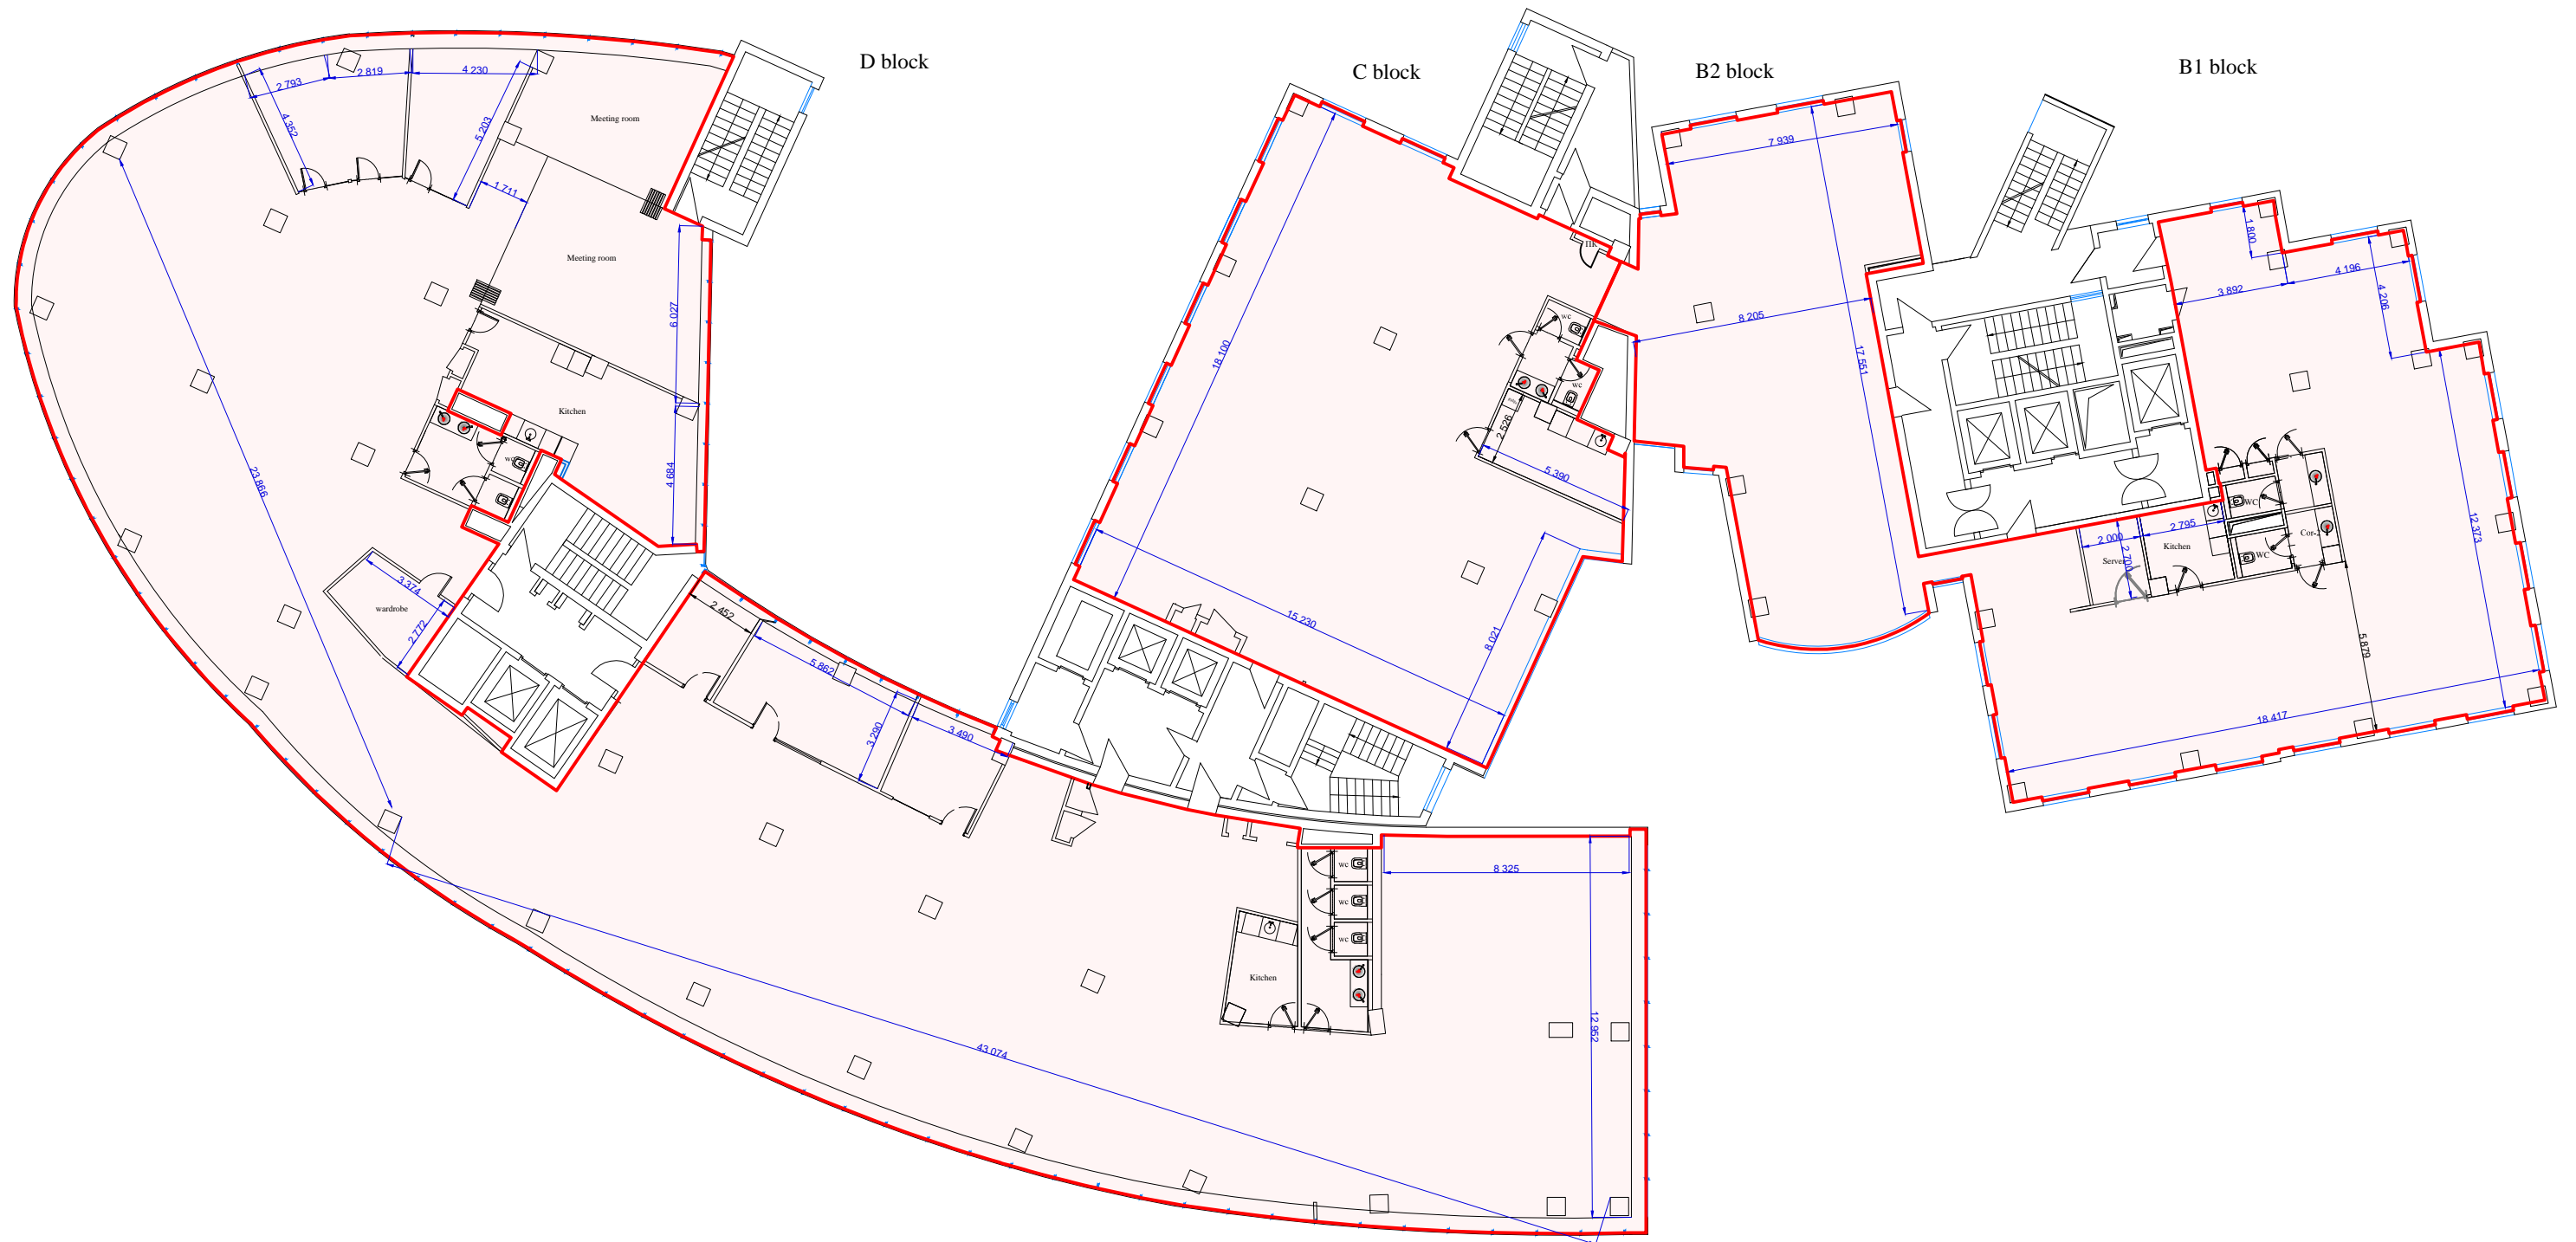 D block
C block
B2 block
B1 block
2 793
2 819
4 230
4 352
5 203
1 711
Meeting room
Meeting room
6 027
4 684
Kitchen
wc
23 866
3 374
wardrobe
2 772
2 452
5 862
3 290
3 490
43 074
Kitchen
wc
wc
wc
8 325
12 952
18 100
15 230
8 021
ПК
wc
wc
2 526
5 390
7 939
8 205
17 551
1 800
3 892
4 196
4 206
12 373
WC
WC
Cor-
2 795
2 000
2 700
Server
Kitchen
5 879
18 417